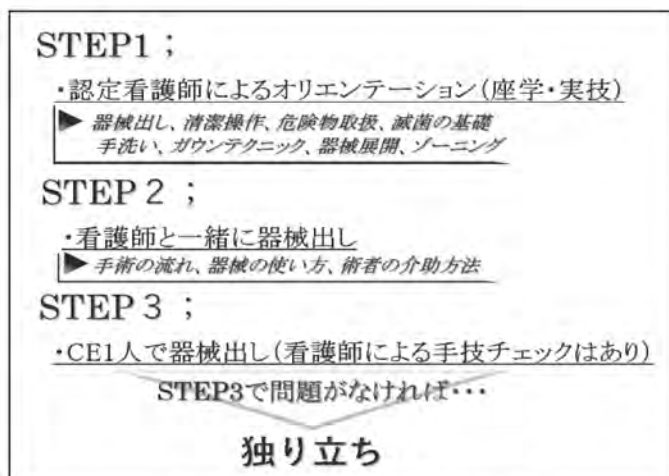 STEP1;
・認定看護師によるオリエンテーション(座学・実技)
▶ 器械出し、清潔操作、危険物取扱、滅菌の基礎
手洗い、ガウンテクニック、器械展開、ゾーニング
STEP2;
・看護師と一緒に器械出し
▶ 手術の流れ、器械の使い方、術者の介助方法
STEP3;
・CE1人で器械出し(看護師による手技チェックはあり)
STEP3で問題がなければ・・・
独り立ち